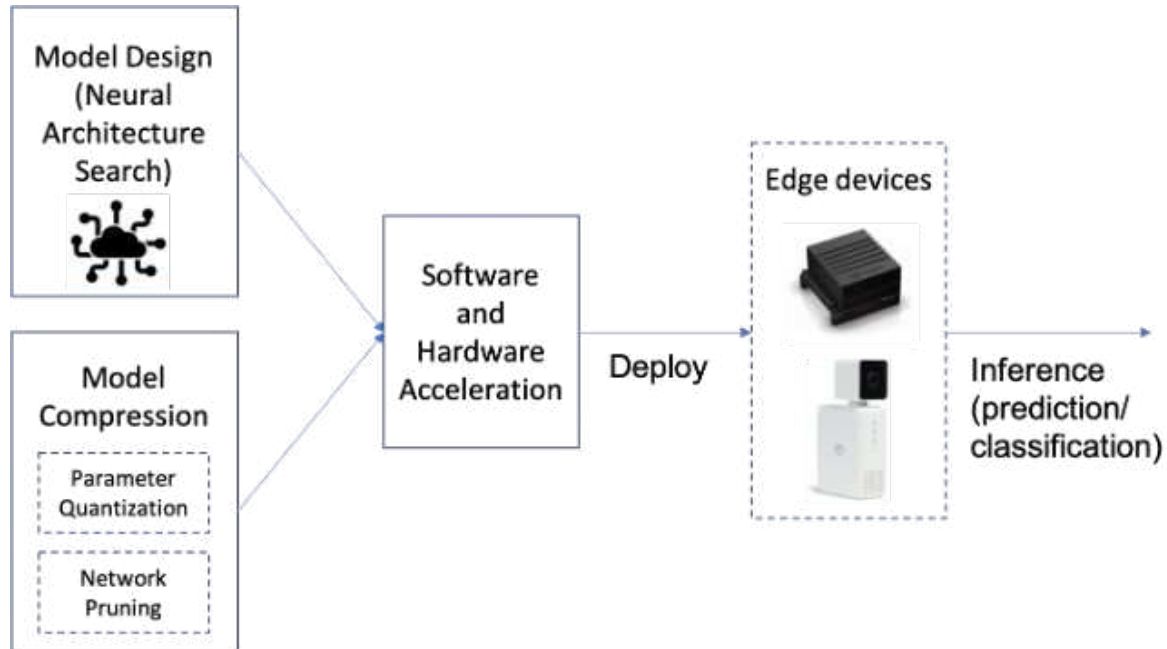 Model Design
(Neural
Architecture
Search)
Model
Compression
Parameter
Quantization
Network
Pruning
Software
and
Hardware
Acceleration
Deploy
Edge devices
Inference
(prediction/
classification)